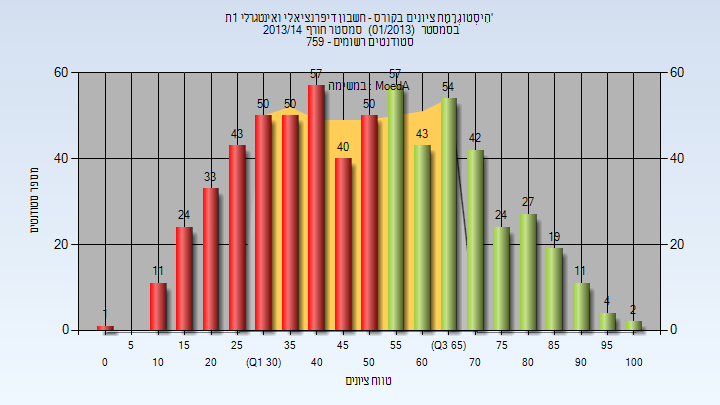 היסְטוֹגְרָמַת ציונים בקורס - חשבון דיפרנציאלי ואינטגרלי 1ת'
בסמסטר (01/2013) סמסטר חורף 2013/14
סטודנטים רשומים - 759
במשימה : MoedA
מספר סטודנטים
60 40 20 0
1 11 24 33 43 50 50 57 40 50 57 43 54 42 24 27 19 11 4 2
60 40 20 0
5 15 25 35 45 55 (Q3 65) 75 85 95
0 10 20 (Q1 30) 40 50 60 70 80 90 100
טווח ציונים